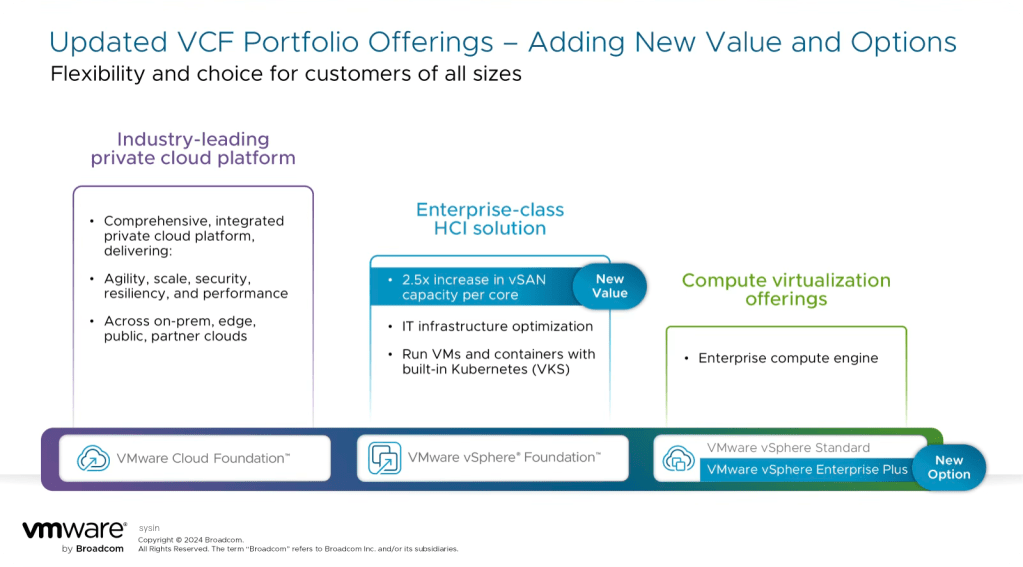 Updated VCF Portfolio Offerings – Adding New Value and Options
Flexibility and choice for customers of all sizes
Industry-leading
private cloud platform
• Comprehensive, integrated
private cloud platform,
delivering:
• Agility, scale, security,
resiliency, and performance
• Across on-prem, edge,
public, partner clouds
VMware Cloud Foundation™
Enterprise-class
HCI solution
• 2.5x increase in vSAN
capacity per core
New
Value
• IT infrastructure optimization
• Run VMs and containers with
built-in Kubernetes (VKS)
VMware vSphere® Foundation™
Compute virtualization
offerings
• Enterprise compute engine
VMware vSphere Standard
VMware vSphere Enterprise Plus
New
Option
vmware®
by Broadcom
sysin
Copyright © 2024 Broadcom.
All Rights Reserved. The term “Broadcom” refers to Broadcom Inc. and/or its subsidiaries.